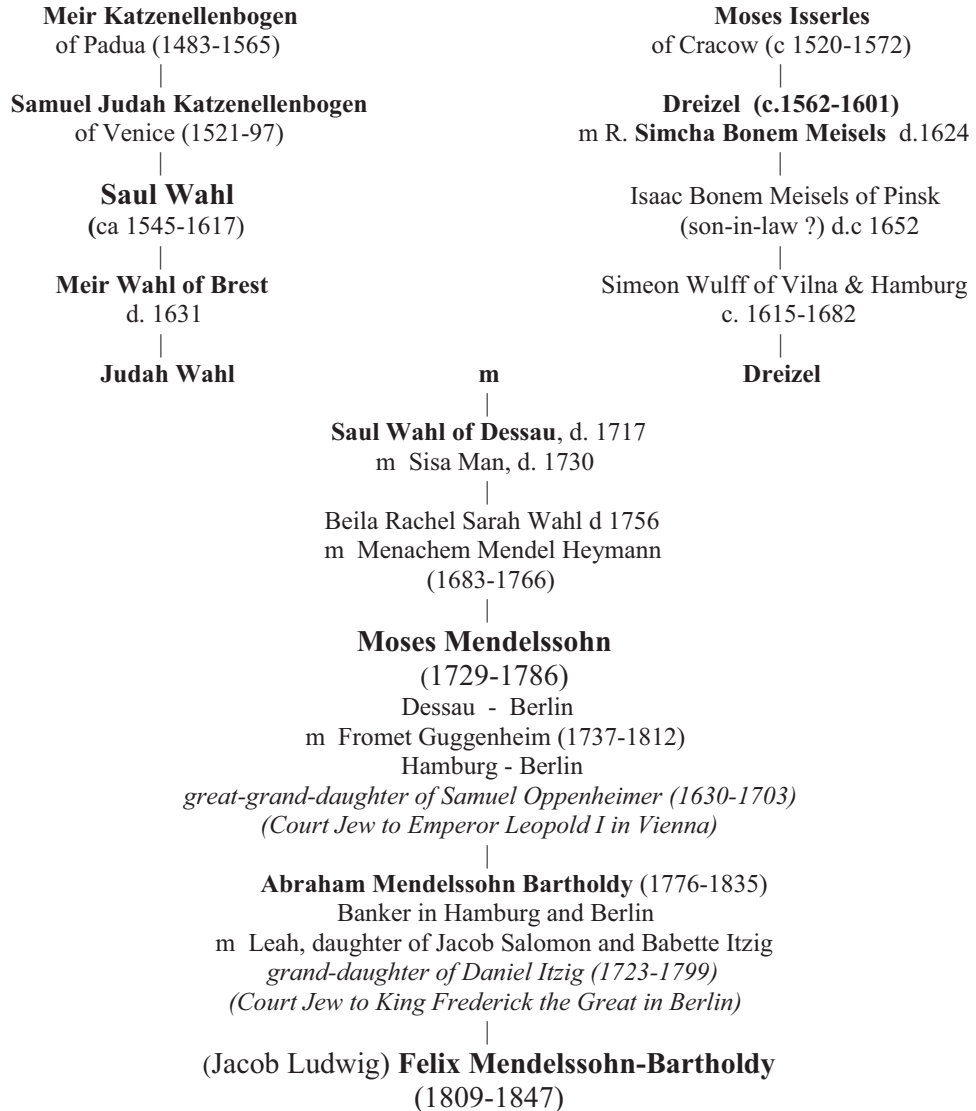 Meir Katzenellenbogen
of Padua (1483-1565)
|
Samuel Judah Katzenellenbogen
of Venice (1521-97)
|
Saul Wahl
(ca 1545-1617)
|
Meir Wahl of Brest
d. 1631
|
Judah Wahl
Moses Isserles
of Cracow (c 1520-1572)
|
Dreizel (c.1562-1601)
m R. Simcha Bonem Meisels d.1624
|
Isaac Bonem Meisels of Pinsk
(son-in-law ?) d.c 1652
|
Simeon Wulff of Vilna & Hamburg
c. 1615-1682
|
Dreizel
m
|
Saul Wahl of Dessau, d. 1717
m Sisa Man, d. 1730
|
Beila Rachel Sarah Wahl d 1756
m Menachem Mendel Heymann
(1683-1766)
|
Moses Mendelssohn
(1729-1786)
Dessau - Berlin
m Fromet Guggenheim (1737-1812)
Hamburg - Berlin
great-grand-daughter of Samuel Oppenheimer (1630-1703)
(Court Jew to Emperor Leopold I in Vienna)
|
Abraham Mendelssohn Bartholdy (1776-1835)
Banker in Hamburg and Berlin
m Leah, daughter of Jacob Salomon and Babette Itzig
grand-daughter of Daniel Itzig (1723-1799)
(Court Jew to King Frederick the Great in Berlin)
|
(Jacob Ludwig) Felix Mendelssohn-Bartholdy
(1809-1847)